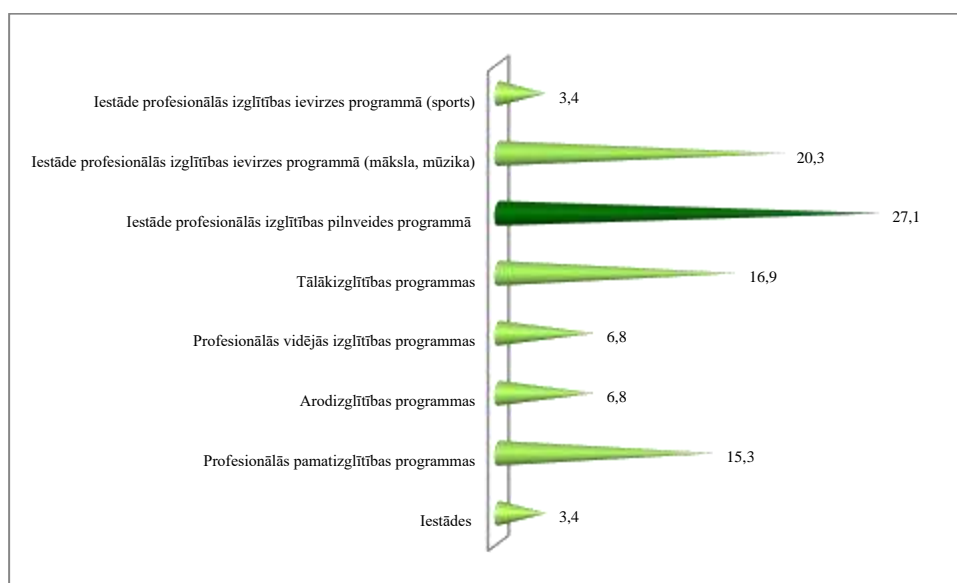 Iestāde profesionālās izglītības ievirzes programmā (sports)
3,4
Iestāde profesionālās izglītības ievirzes programmā (māksla, mūzika)
20,3
Iestāde profesionālās izglītības pilnveides programmā
27,1
Tālākizglītības programmas
16,9
Profesionālās vidējās izglītības programmas
6,8
Arodizglītības programmas
6,8
Profesionālās pamatizglītības programmas
15,3
Iestādes
3,4